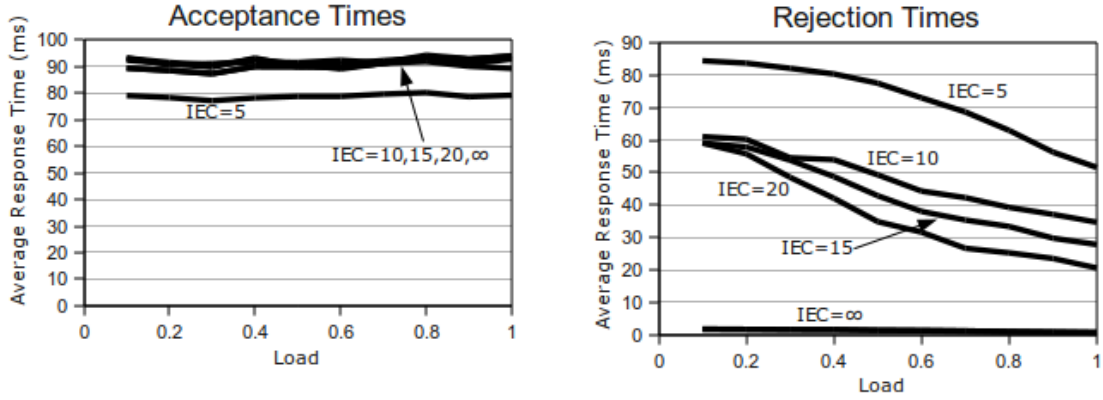 Acceptance Times
Average Response Time (ms)
100
90
80
70
60
50
40
30
20
10
0
IEC=5
IEC=10,15,20,∞
0
0.2
0.4
0.6
0.8
1
Load
Rejection Times
Average Response Time (ms)
90
80
70
60
50
40
30
20
10
0
IEC=5
IEC=10
IEC=20
IEC=15
IEC=∞
0
0.2
0.4
0.6
0.8
1
Load